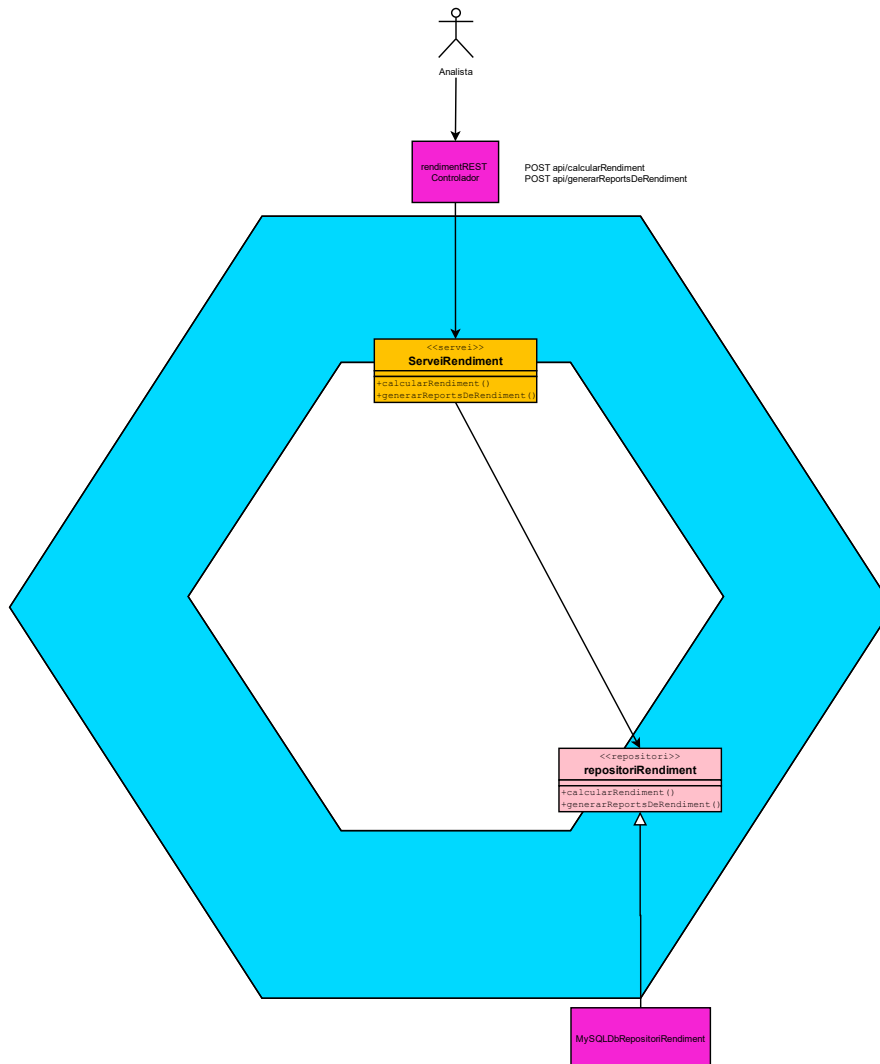 Analista
rendimentREST
Controlador
POST api/calcularRendiment
POST api/generarReportsDeRendiment
<<servei>>
ServeiRendiment
+calcularRendiment()
+generarReportsDeRendiment()
<<repositori>>
repositoriRendiment
+calcularRendiment()
+generarReportsDeRendiment()
MySQLDbRepositoriRendiment